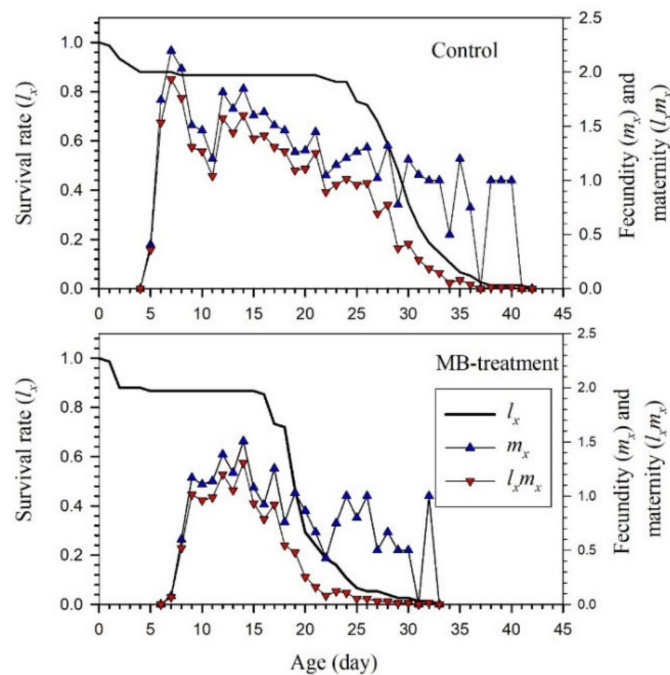 2.5
1.0
Control
2.0
0.8
0.6
1.5
0.4
1.0
0.2
0.5
0.0
0.0
Survival rate (lₓ)
Fecundity (mₓ) and
maternity (lₓmₓ)
0 5 10 15 20 25 30 35 40 45
2.5
1.0
MB-treatment
2.0
0.8
0.6
1.5
0.4
1.0
0.2
0.5
0.0
0.0
lₓ
mₓ
lₓmₓ
Survival rate (lₓ)
Fecundity (mₓ) and
maternity (lₓmₓ)
0 5 10 15 20 25 30 35 40 45
Age (day)